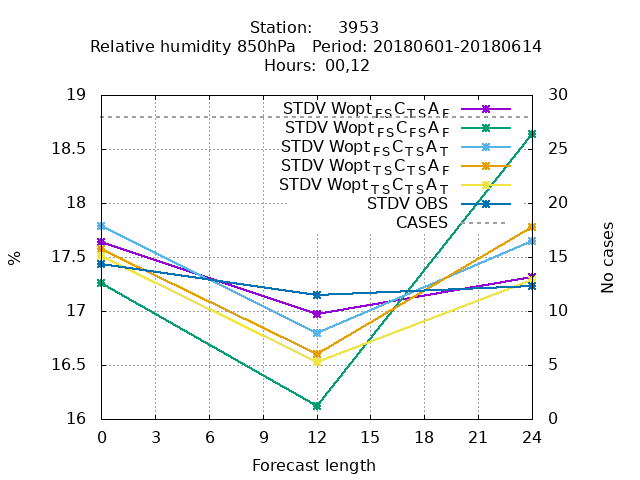 Station: 3953
Relative humidity 850hPa Period: 20180601-20180614
Hours: 00,12
19
18.5
18
17.5
17
16.5
16
%
30
25
20
15
10
5
0
No cases
STDV Wopt_FS C_TS A_F
STDV Wopt_FS C_FS A_F
STDV Wopt_FS C_TS A_T
STDV Wopt_TS C_TS A_F
STDV Wopt_TS C_TS A_T
STDV OBS
CASES
0 3 6 9 12 15 18 21 24
Forecast length